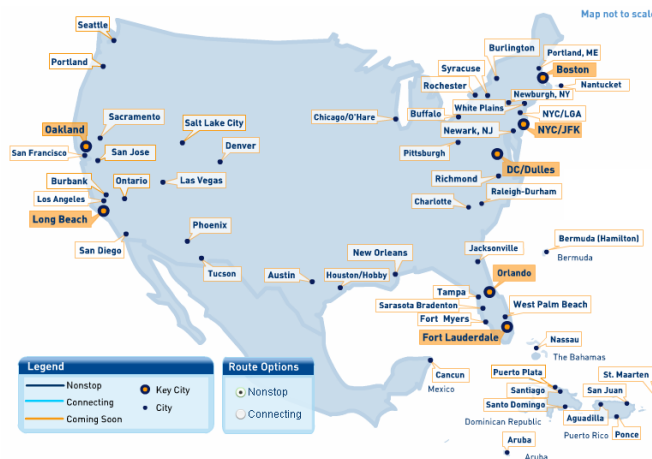 Map not to scale
Seattle
Portland
Burlington
Portland, ME
Syracuse
Boston
Rochester
Nantucket
Newburgh, NY
Sacramento
Salt Lake City
Chicago/O'Hare
Buffalo
White Plains
NYC/LGA
Oakland
NYC/JFK
Newark, NJ
San Francisco
San Jose
Denver
Pittsburgh
DC/Dulles
Burbank
Ontario
Las Vegas
Richmond
Raleigh-Durham
Los Angeles
Charlotte
Long Beach
Phoenix
San Diego
Bermuda (Hamilton)
Bermuda
New Orleans
Jacksonville
Tucson
Austin
Houston/Hobby
Orlando
Tampa
Sarasota Bradenton
West Palm Beach
Fort Myers
Fort Lauderdale
Nassau
The Bahamas
Legend
Nonstop
Connecting
Coming Soon
Key City
City
Route Options
Nonstop
Connecting
Cancun
Mexico
Puerto Plata
St. Maarten
Santiago
San Juan
Santo Domingo
Aguadilla
Dominican Republic
Puerto Rico
Ponce
Aruba
Aruba